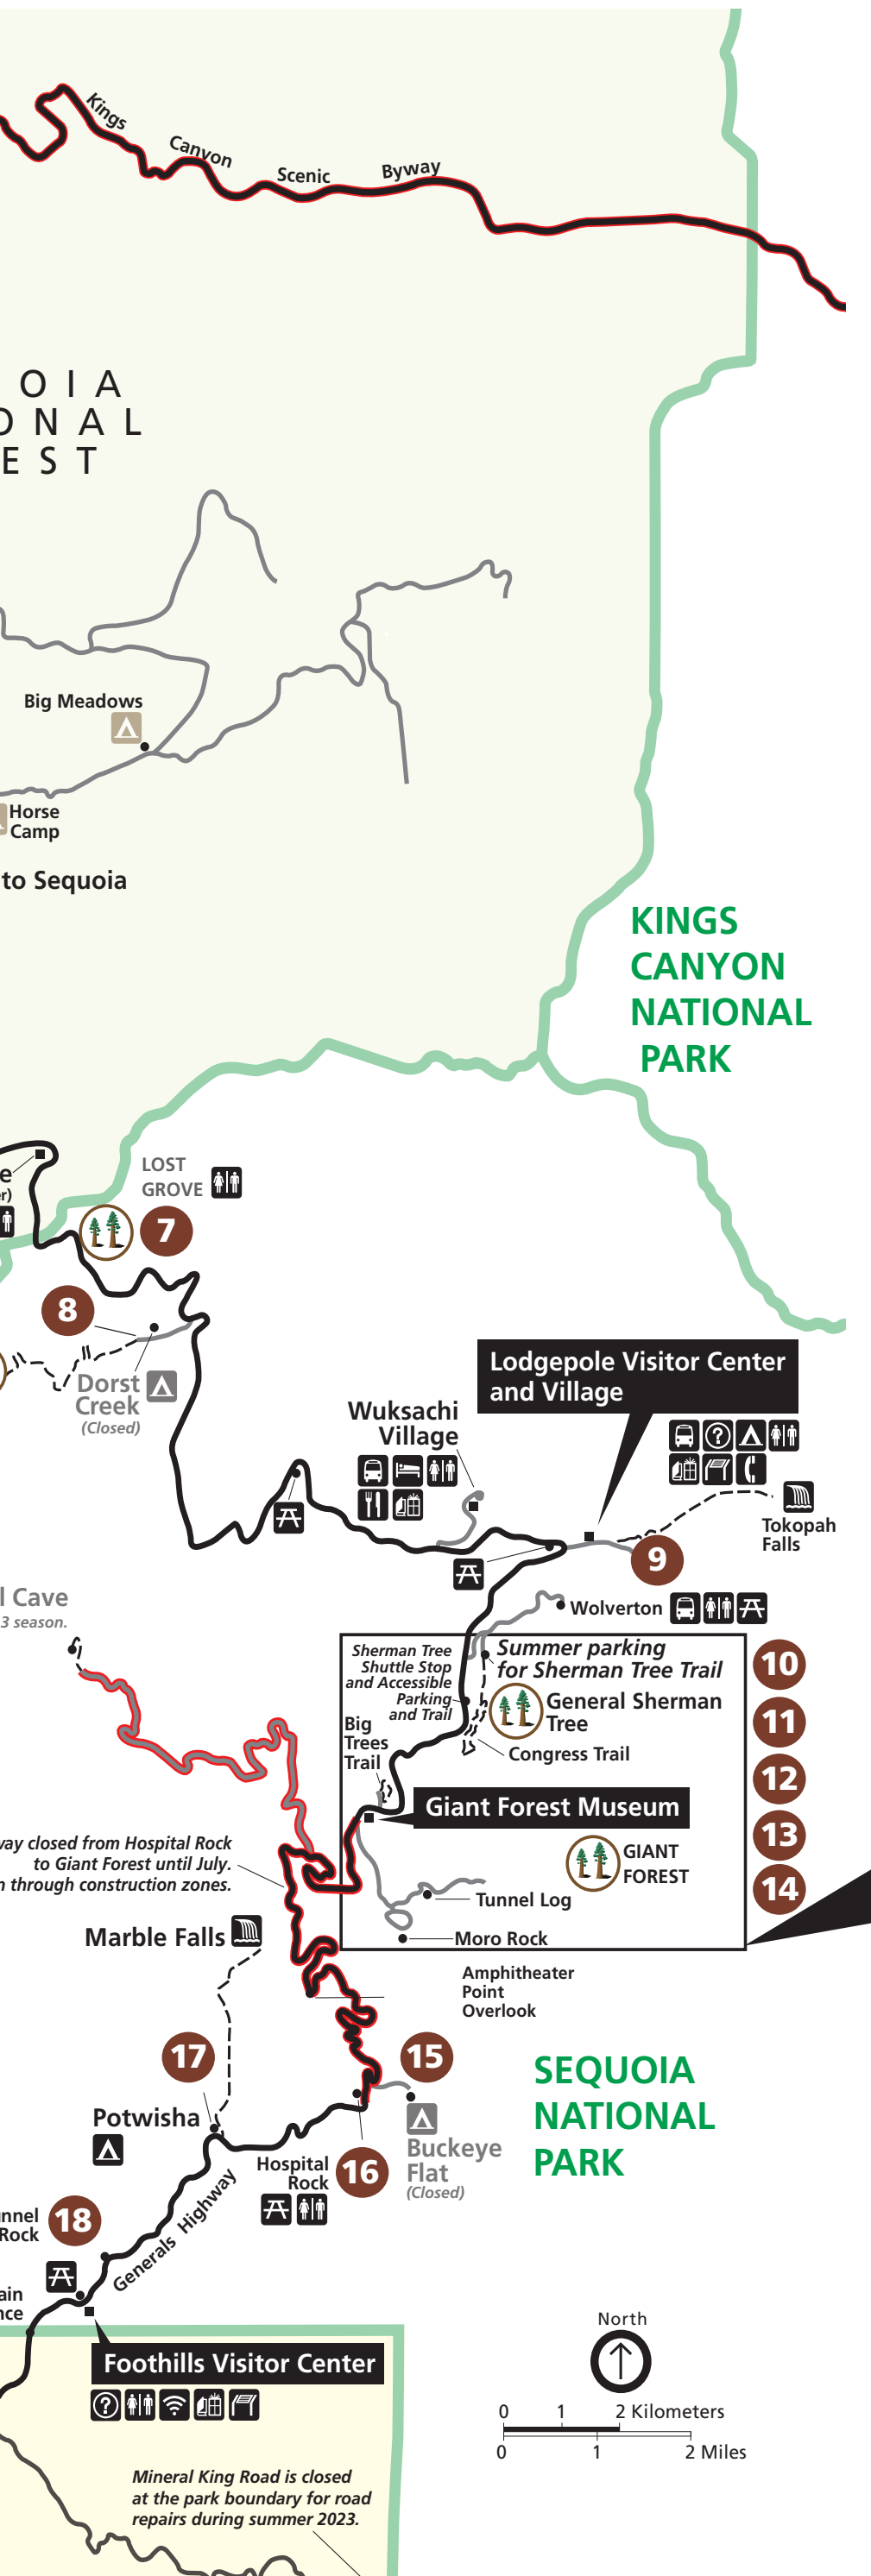 Kings Canyon Scenic Byway
OIA
ONAL
EST
Big Meadows
Horse
Camp
to Sequoia
KINGS
CANYON
NATIONAL
PARK
LOST
GROVE
7
8
Dorst
Creek
(Closed)
Lodgepole Visitor Center
and Village
Wuksachi
Village
Tokopah
Falls
9
l Cave
3 season.
Wolverton
Sherman Tree
Shuttle Stop
and Accessible
Parking
and Trail
Summer parking
for Sherman Tree Trail
10
General Sherman
Tree
11
Big
Trees
Trail
Congress Trail
12
Giant Forest Museum
13
way closed from Hospital Rock
to Giant Forest until July.
n through construction zones.
GIANT
FOREST
14
Tunnel Log
Marble Falls
Moro Rock
Amphitheater
Point
Overlook
17
15
SEQUOIA
NATIONAL
PARK
Potwisha
Buckeye
Flat
(Closed)
Hospital
Rock
16
Generals Highway
unnel
Rock
18
ain
nce
North
Foothills Visitor Center
0 1 2 Kilometers
0 1 2 Miles
Mineral King Road is closed
at the park boundary for road
repairs during summer 2023.